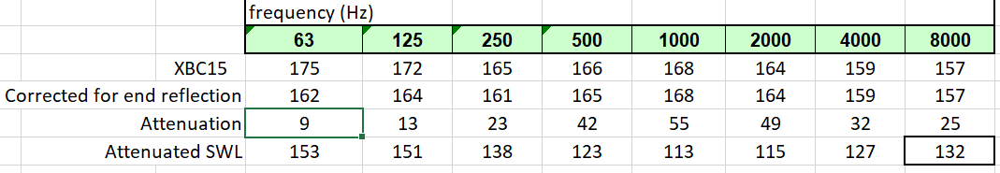 frequency (Hz)
63 125 250 500 1000 2000 4000 8000
XBC15 175 172 165 166 168 164 159 157
Corrected for end reflection 162 164 161 165 168 164 159 157
Attenuation 9 13 23 42 55 49 32 25
Attenuated SWL 153 151 138 123 113 115 127 132